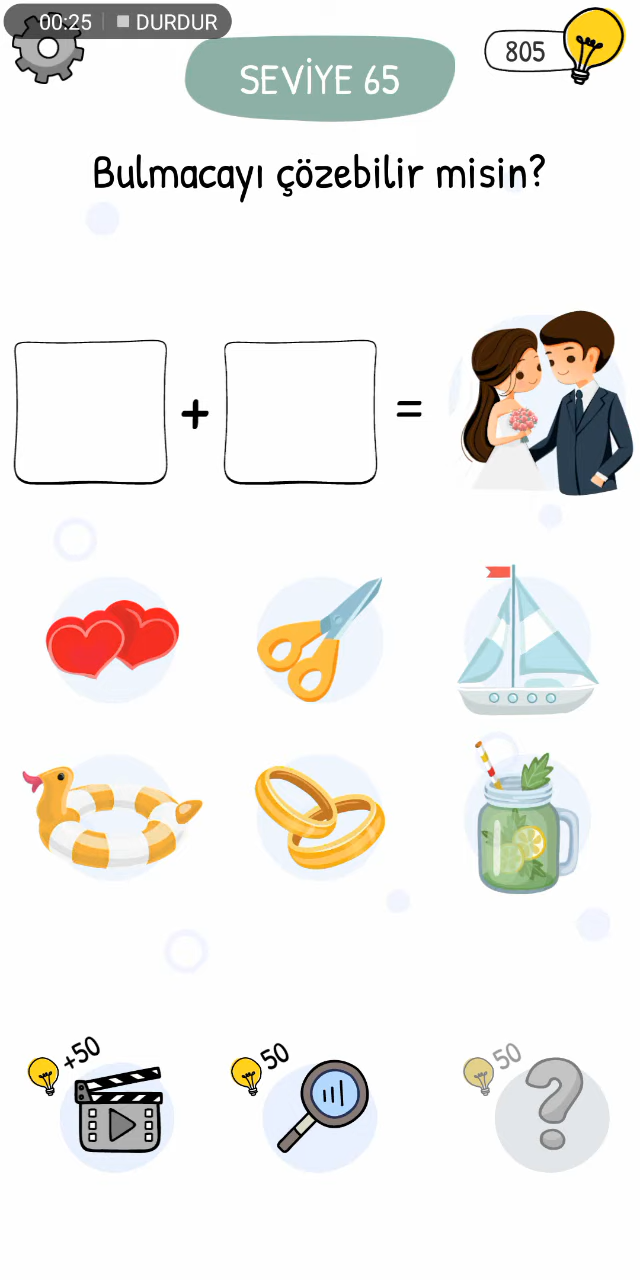 00:25 DURDUR
805
SEVİYE 65
Bulmacayı çözebilir misin?
+ =
+50
50
50
?